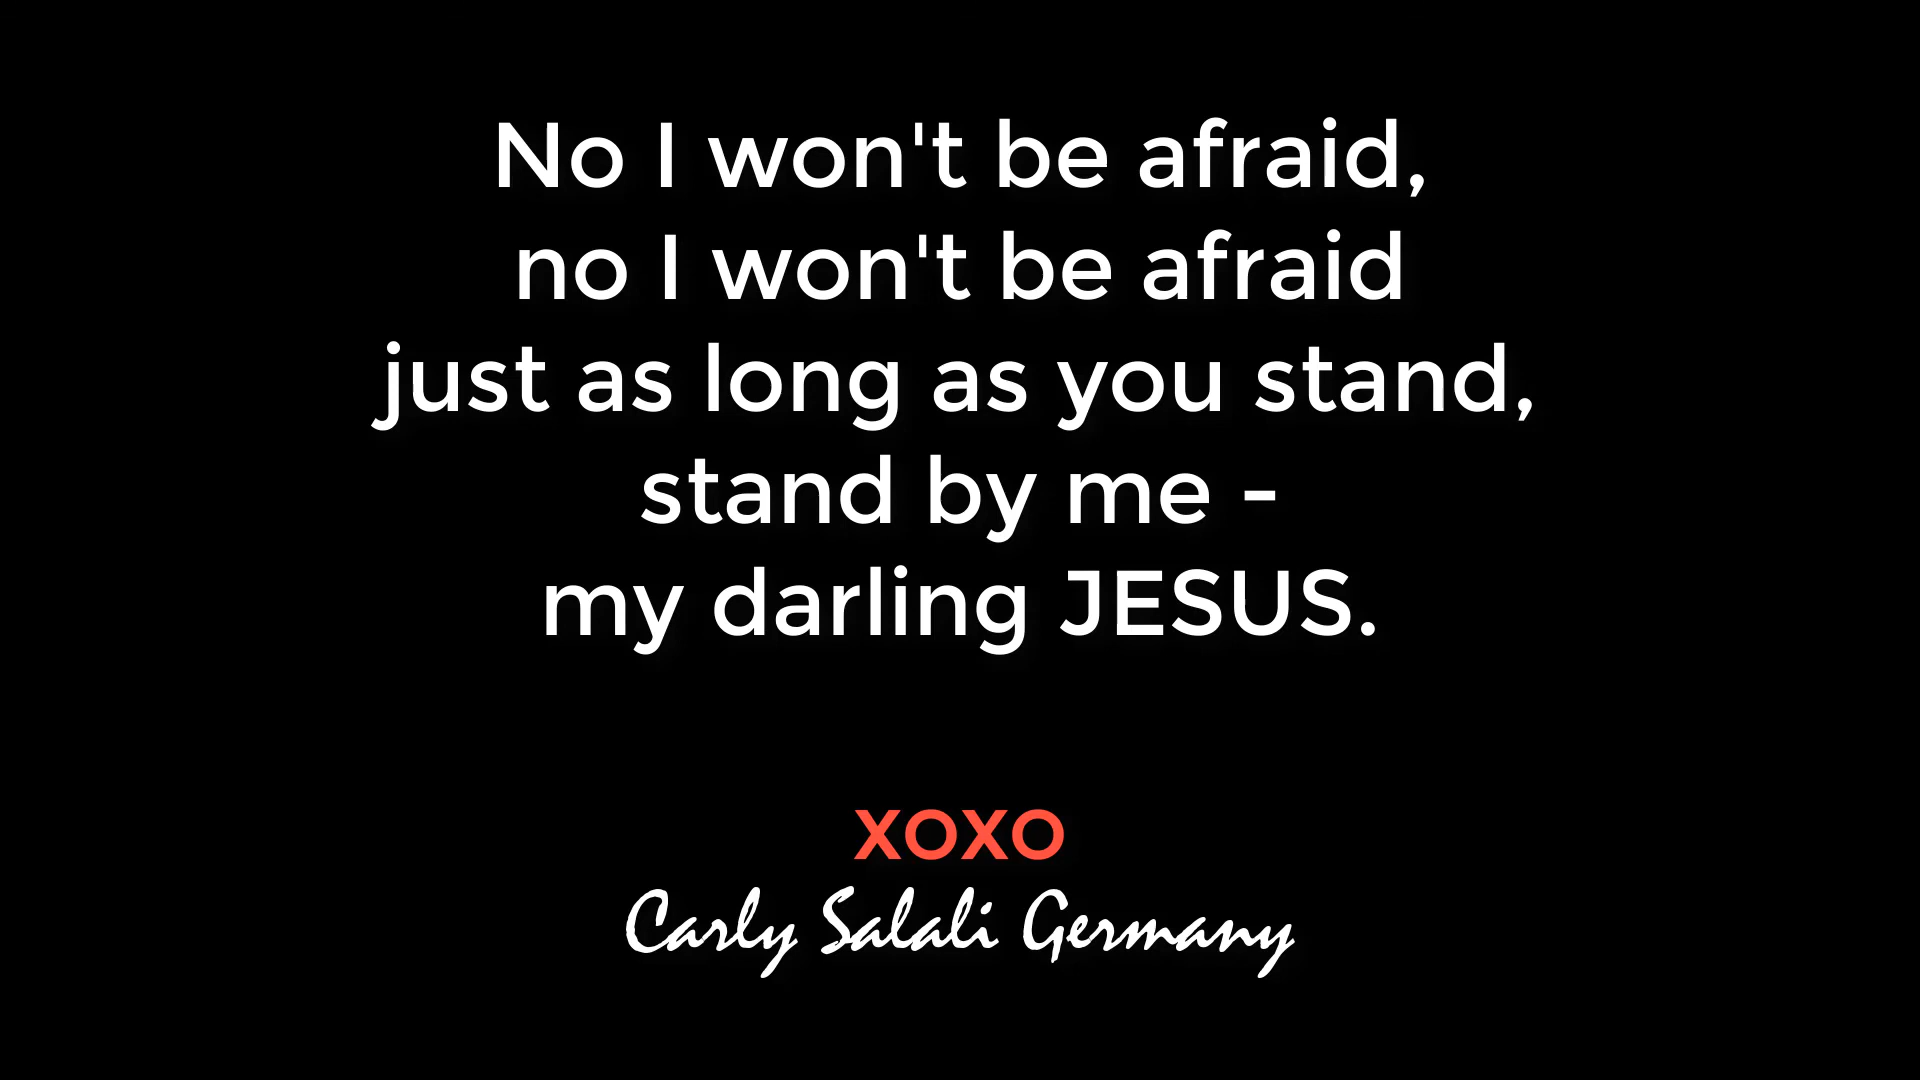 No I won't be afraid,
no I won't be afraid
just as long as you stand,
stand by me -
my darling JESUS.
XOXO
Carly Salali Germany